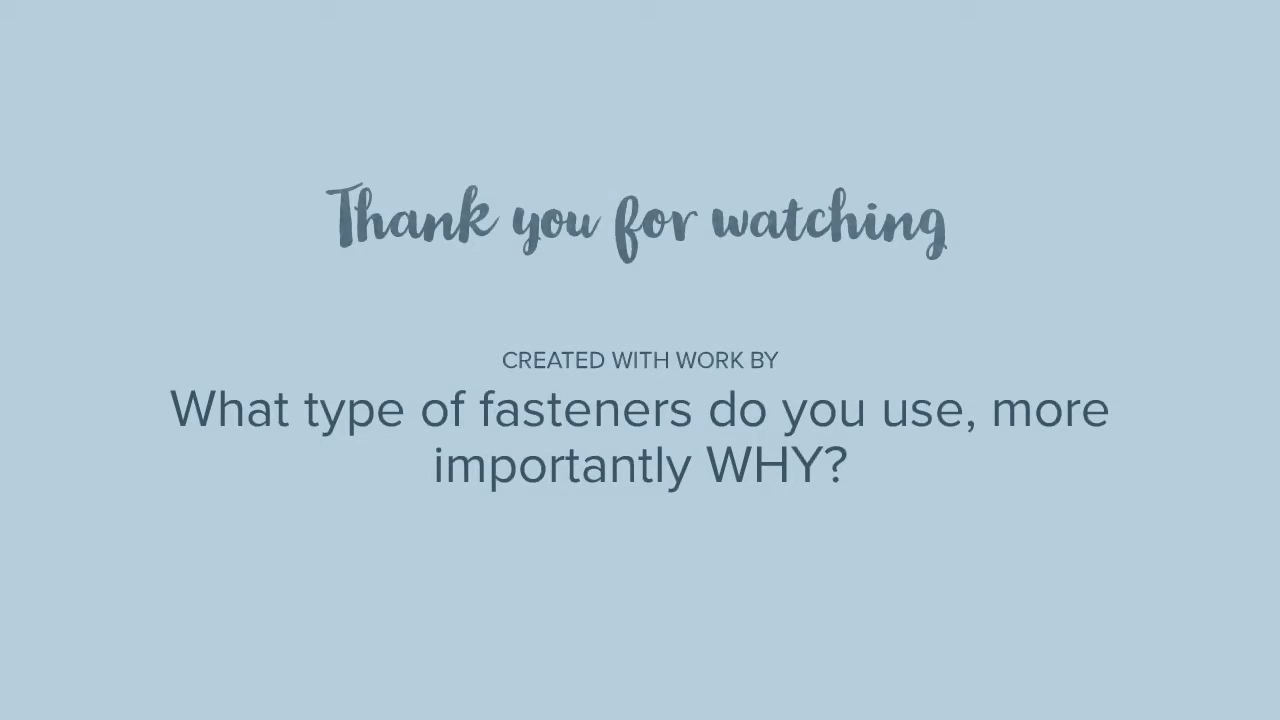 Thank you for watching
CREATED WITH WORK BY
What type of fasteners do you use, more
importantly WHY?